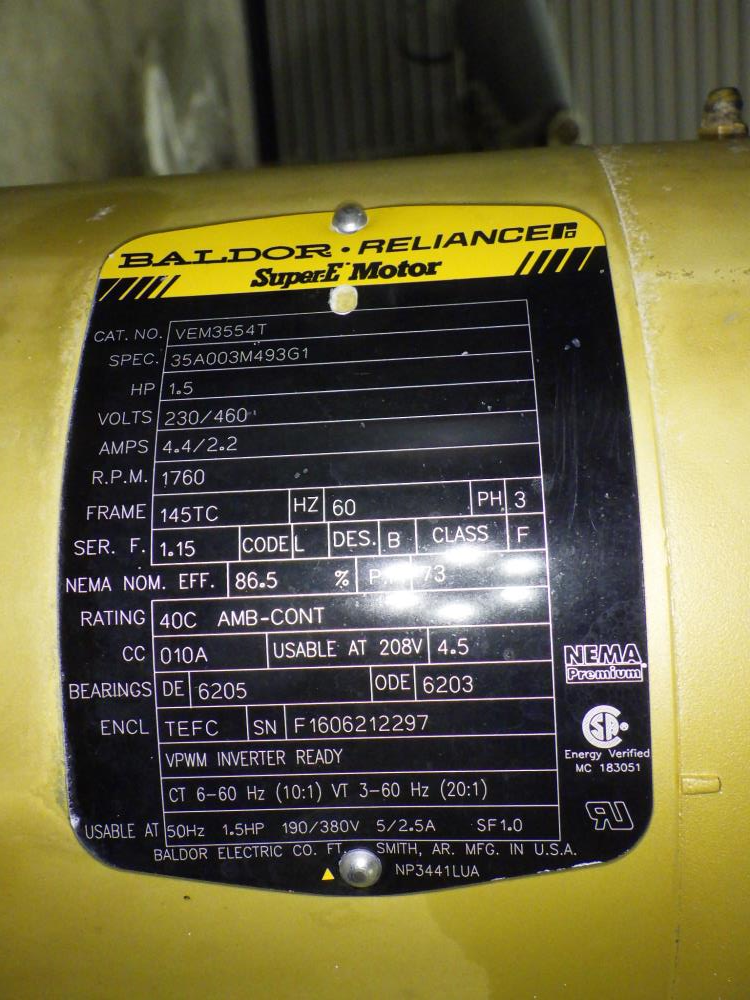 BALDOR · RELIANCE
Super-E Motor
CAT. NO. VEM3554T
SPEC. 35A003M493G1
HP 1.5
VOLTS 230/460
AMPS 4.4/2.2
R.P.M. 1760
FRAME 145TC HZ 60 PH 3
SER. F. 1.15 CODE L DES. B CLASS F
NEMA NOM. EFF. 86.5 % 73
RATING 40C AMB-CONT
CC 010A USABLE AT 208V 4.5
BEARINGS DE 6205 ODE 6203
ENCL TEFC SN F1606212297
VPWM INVERTER READY
CT 6-60 Hz (10:1) VT 3-60 Hz (20:1)
USABLE AT 50Hz 1.5HP 190/380V 5/2.5A SF1.0
BALDOR ELECTRIC CO. FT. SMITH, AR. MFG. IN U.S.A.
NP3441LUA
NEMA
Premium
Energy Verified
MC 183051